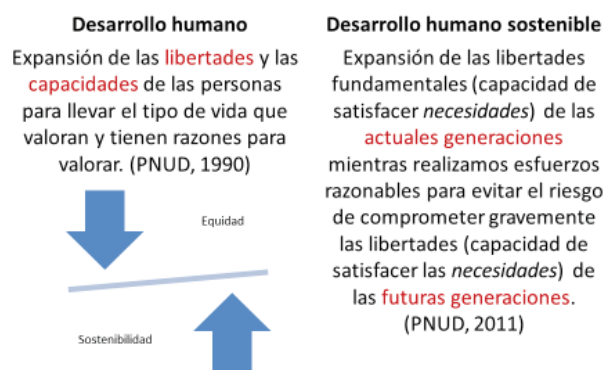 Desarrollo humano
Expansión de las libertades y las
capacidades de las personas
para llevar el tipo de vida que
valoran y tienen razones para
valorar. (PNUD, 1990)
Equidad
Sostenibilidad
Desarrollo humano sostenible
Expansión de las libertades
fundamentales (capacidad de
satisfacer necesidades) de las
actuales generaciones
mientras realizamos esfuerzos
razonables para evitar el riesgo
de comprometer gravemente
las libertades (capacidad de
satisfacer las necesidades) de
las futuras generaciones.
(PNUD, 2011)